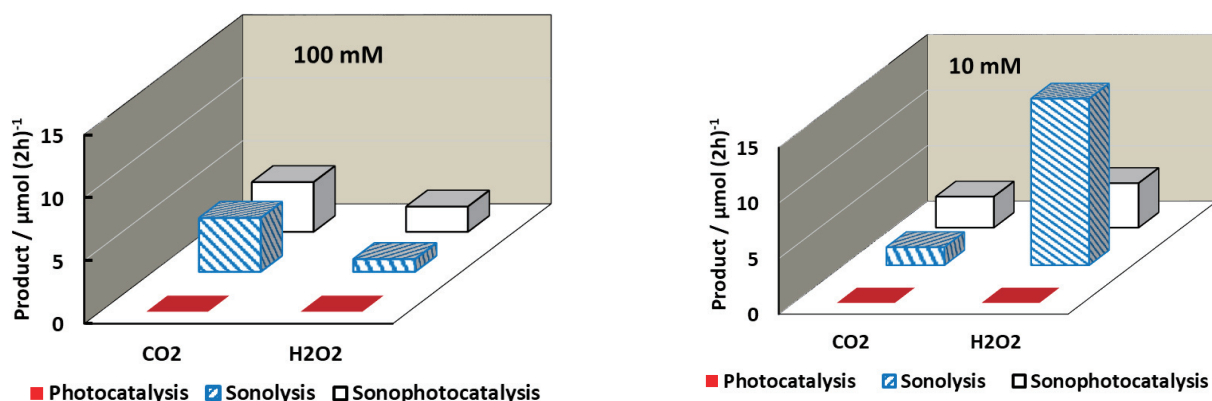 100 mM
Product / µmol (2h)-1
15
10
5
0
CO2
H2O2
Photocatalysis
Sonolysis
Sonophotocatalysis
10 mM
Product / µmol (2h)-1
15
10
5
0
CO2
H2O2
Photocatalysis
Sonolysis
Sonophotocatalysis